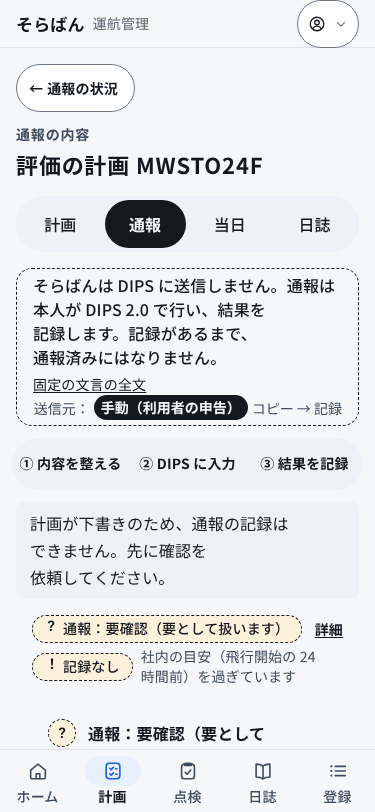 そらばん 運航管理
← 通報の状況
通報の内容
評価の計画 MWSTO24F
計画 通報 当日 日誌
そらばんは DIPS に送信しません。通報は
本人が DIPS 2.0 で行い、結果を
記録します。記録があるまで、
通報済みにはなりません。
固定の文言の全文
送信元： 手動（利用者の申告） コピー → 記録
① 内容を整える ② DIPS に入力 ③ 結果を記録
計画が下書きのため、通報の記録は
できません。先に確認を
依頼してください。
? 通報：要確認（要として扱います） 詳細
! 記録なし 社内の目安（飛行開始の 24
時間前）を過ぎています
? 通報：要確認（要として
ホーム 計画 点検 日誌 登録